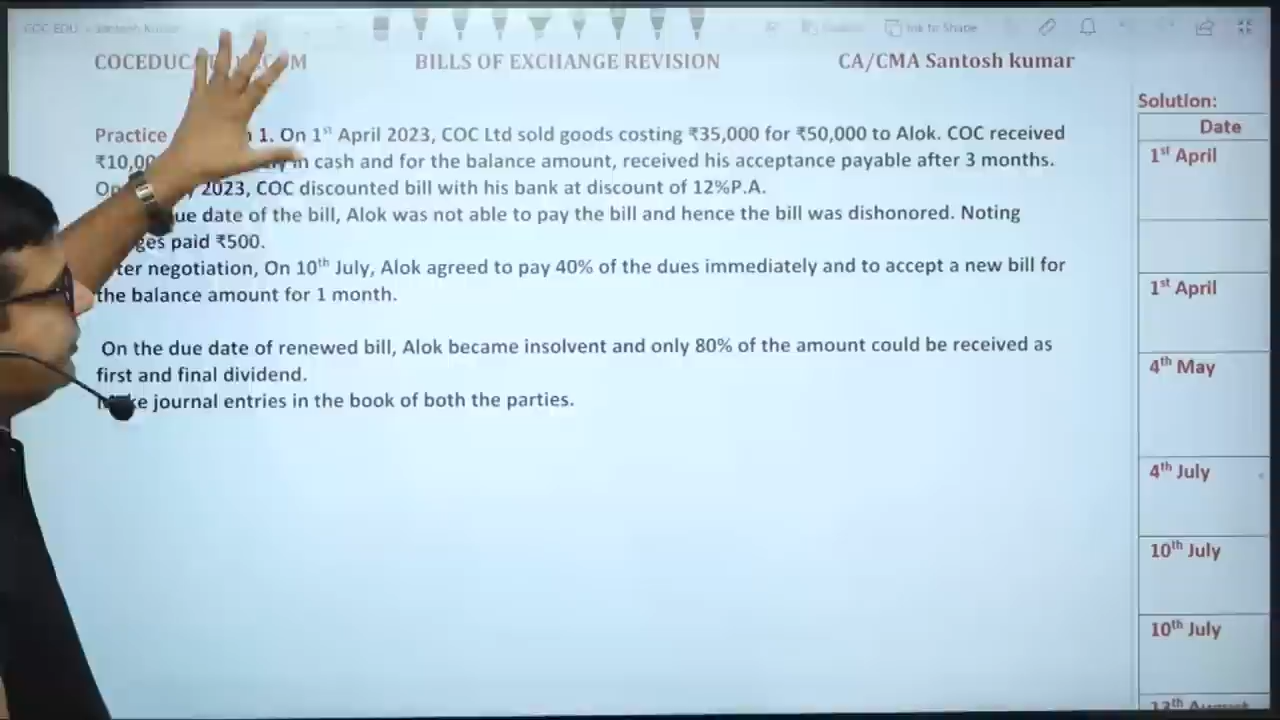 COC EDU - Santosh Kumar
Ink to Shape
BILLS OF EXCHANGE REVISION
CA/CMA Santosh kumar
Practice 1. On 1st April 2023, COC Ltd sold goods costing ₹35,000 for ₹50,000 to Alok. COC received
in cash and for the balance amount, received his acceptance payable after 3 months.
2023, COC discounted bill with his bank at discount of 12%P.A.
date of the bill, Alok was not able to pay the bill and hence the bill was dishonored. Noting
paid ₹500.
negotiation, On 10th July, Alok agreed to pay 40% of the dues immediately and to accept a new bill for
the balance amount for 1 month.
On the due date of renewed bill, Alok became insolvent and only 80% of the amount could be received as
first and final dividend.
journal entries in the book of both the parties.
Solution:
Date
1st April
1st April
4th May
4th July
10th July
10th July